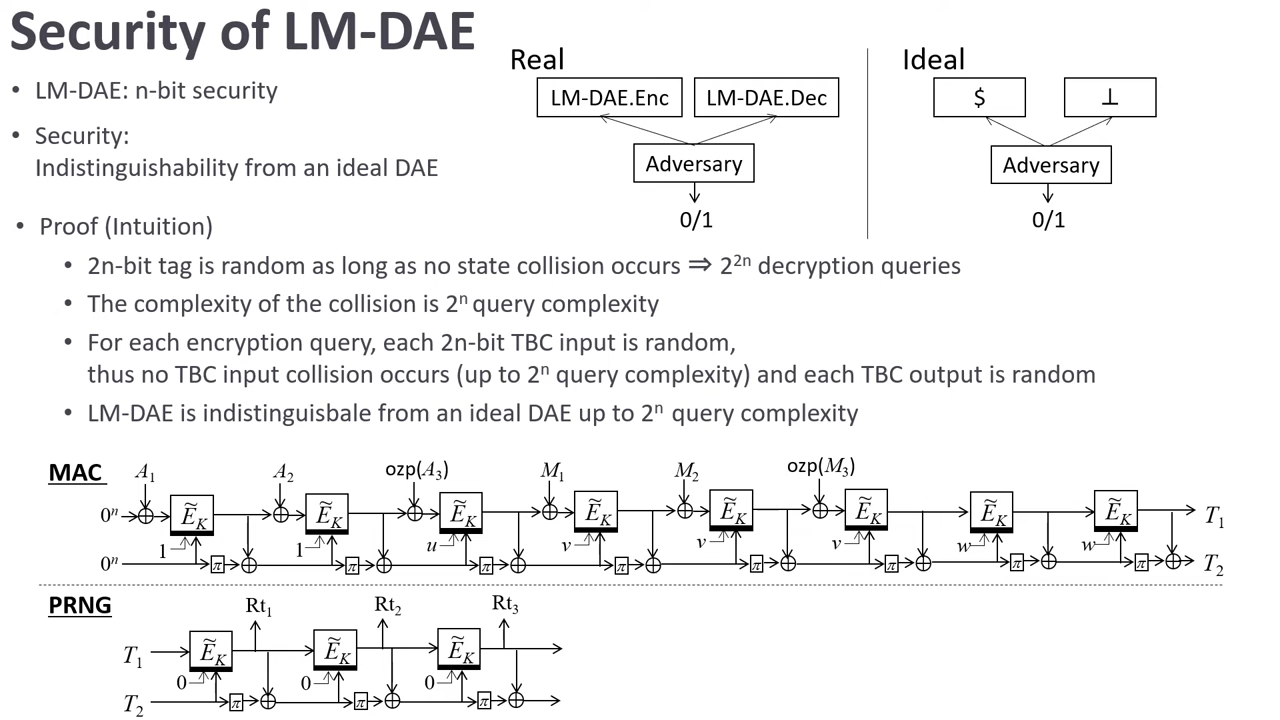 Security of LM-DAE
• LM-DAE: n-bit security
• Security:
Indistinguishability from an ideal DAE
Real
LM-DAE.Enc LM-DAE.Dec
Adversary
0/1
Ideal
$ ⊥
Adversary
0/1
• Proof (Intuition)
• 2n-bit tag is random as long as no state collision occurs ⇒ 2²ⁿ decryption queries
• The complexity of the collision is 2ⁿ query complexity
• For each encryption query, each 2n-bit TBC input is random,
thus no TBC input collision occurs (up to 2ⁿ query complexity) and each TBC output is random
• LM-DAE is indistinguisbale from an ideal DAE up to 2ⁿ query complexity
MAC A₁ A₂ ozp(A₃) M₁ M₂ ozp(M₃)
0ⁿ Ẽ_K Ẽ_K Ẽ_K Ẽ_K Ẽ_K Ẽ_K Ẽ_K Ẽ_K T₁
1 1 u v v v w w
0ⁿ π π π π π π π π T₂
PRNG Rt₁ Rt₂ Rt₃
T₁ Ẽ_K Ẽ_K Ẽ_K
0 0 0
T₂ π π π